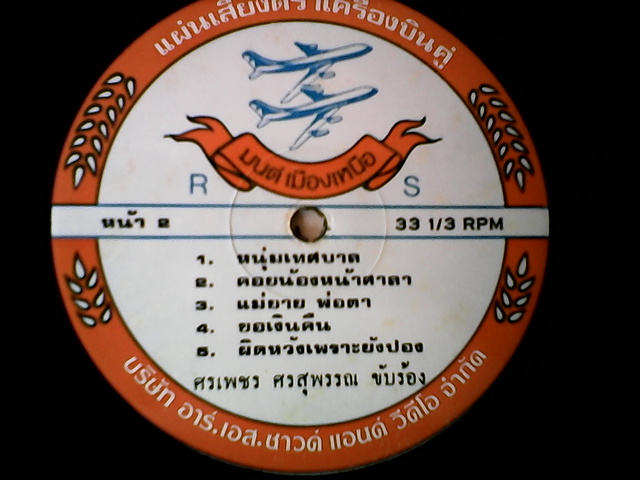 แผ่นเสียงตราเครื่องบินคู่
มนต์เมืองเหนือ
R S
หน้า 2 33 1/3 RPM
1. หนุ่มเทศบาล
2. คอยน้องหน้าศาลา
3. แม่ยาย พ่อตา
4. ขอเงินคืน
5. ผิดหวังเพราะยังปอง
ศรเพชร ศรสุพรรณ ขับร้อง
บริษัท อาร์.เอส.ซาวด์ แอนด์ วีดีโอ จำกัด